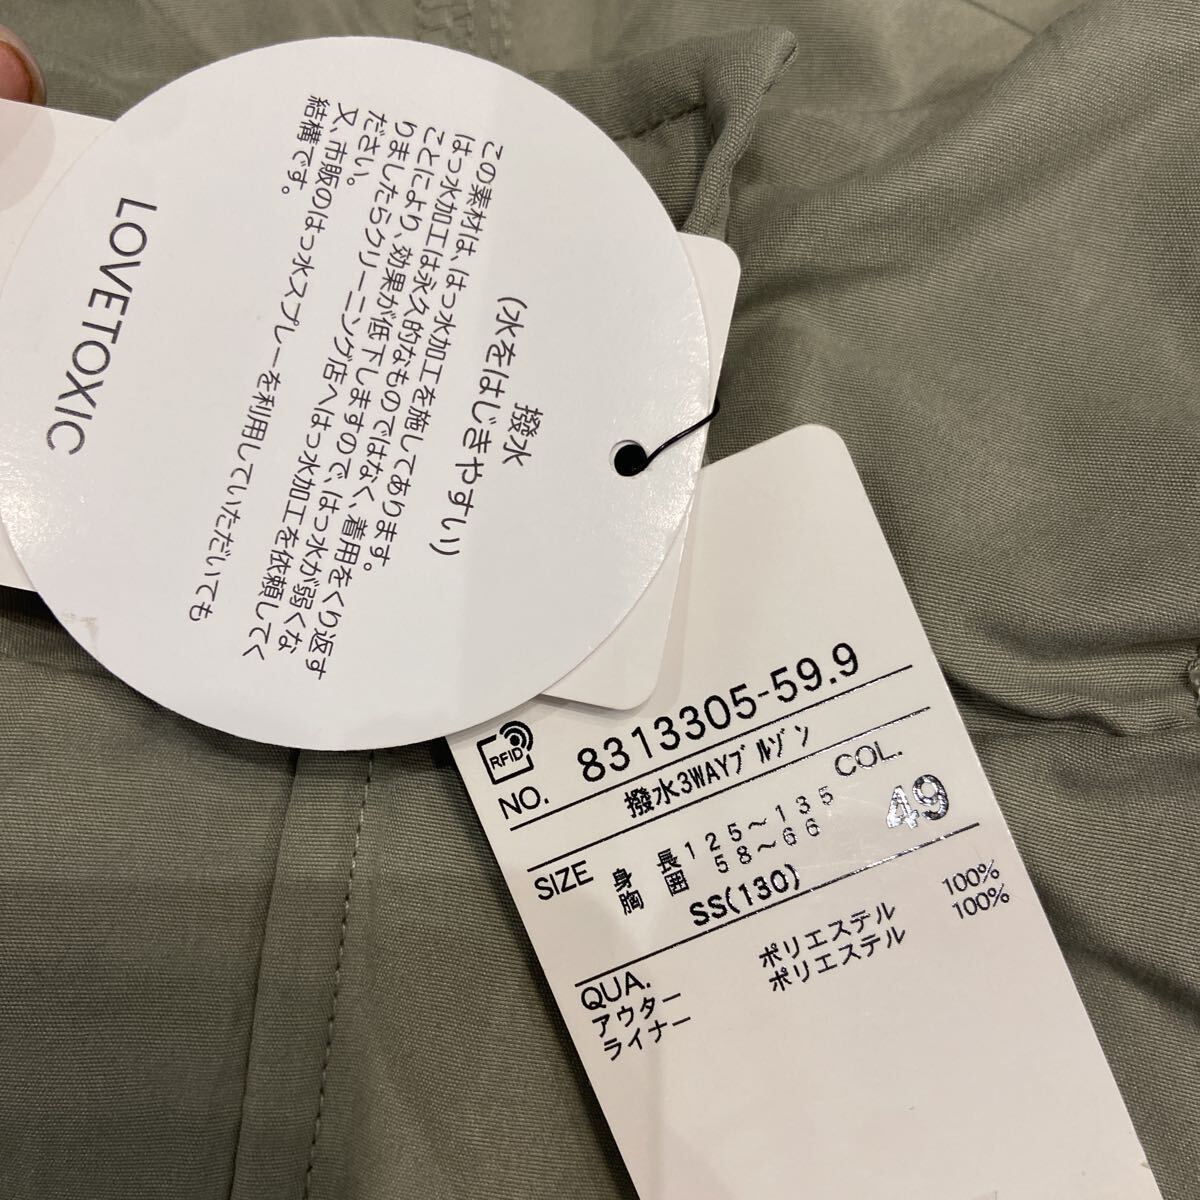 撥水
(水をはじきやすい)
この素材は、はっ水加工を施してあります。
はっ水加工は永久的なものではなく、着用をくり返す
ことにより、効果が低下しますので、はっ水が弱くな
りましたらクリーニング店へはっ水加工を依頼してく
ださい。
又、市販のはっ水スプレーを利用していただいても
結構です。
LOVETOXIC
RFID
NO. 8313305-59.9
撥水3WAYブルゾン
COL.
49
SIZE 身長 125～135
胸囲 58～66
SS(130)
QUA.
アウター ポリエステル 100%
ライナー ポリエステル 100%